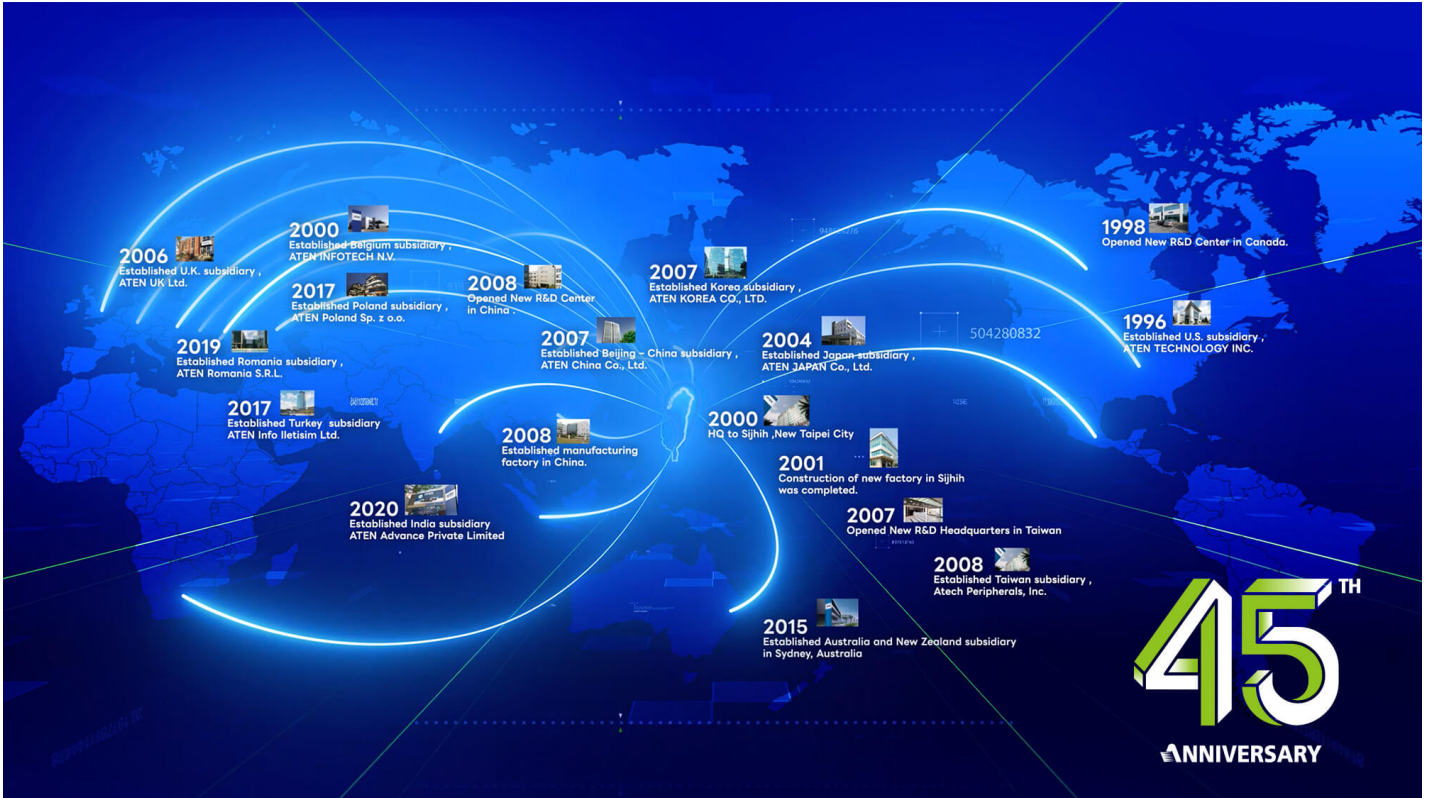 2006
Established U.K. subsidiary ,
ATEN UK Ltd.
2000
Established Belgium subsidiary ,
ATEN INFOTECH N.V.
2017
Established Poland subsidiary ,
ATEN Poland Sp. z o.o.
2019
Established Romania subsidiary ,
ATEN Romania S.R.L.
2017
Established Turkey subsidiary
ATEN Info Iletisim Ltd.
2008
Opened New R&D Center
in China .
2007
Established Beijing – China subsidiary ,
ATEN China Co., Ltd.
2008
Established manufacturing
factory in China.
2020
Established India subsidiary
ATEN Advance Private Limited
2007
Established Korea subsidiary ,
ATEN KOREA CO., LTD.
2004
Established Japan subsidiary ,
ATEN JAPAN Co., Ltd.
2000
HQ to Sijhih ,New Taipei City
2001
Construction of new factory in Sijhih
was completed.
2007
Opened New R&D Headquarters in Taiwan
2008
Established Taiwan subsidiary ,
Atech Peripherals, Inc.
2015
Established Australia and New Zealand subsidiary
in Sydney, Australia
1998
Opened New R&D Center in Canada.
1996
Established U.S. subsidiary ,
ATEN TECHNOLOGY INC.
504280832
45TH
ANNIVERSARY